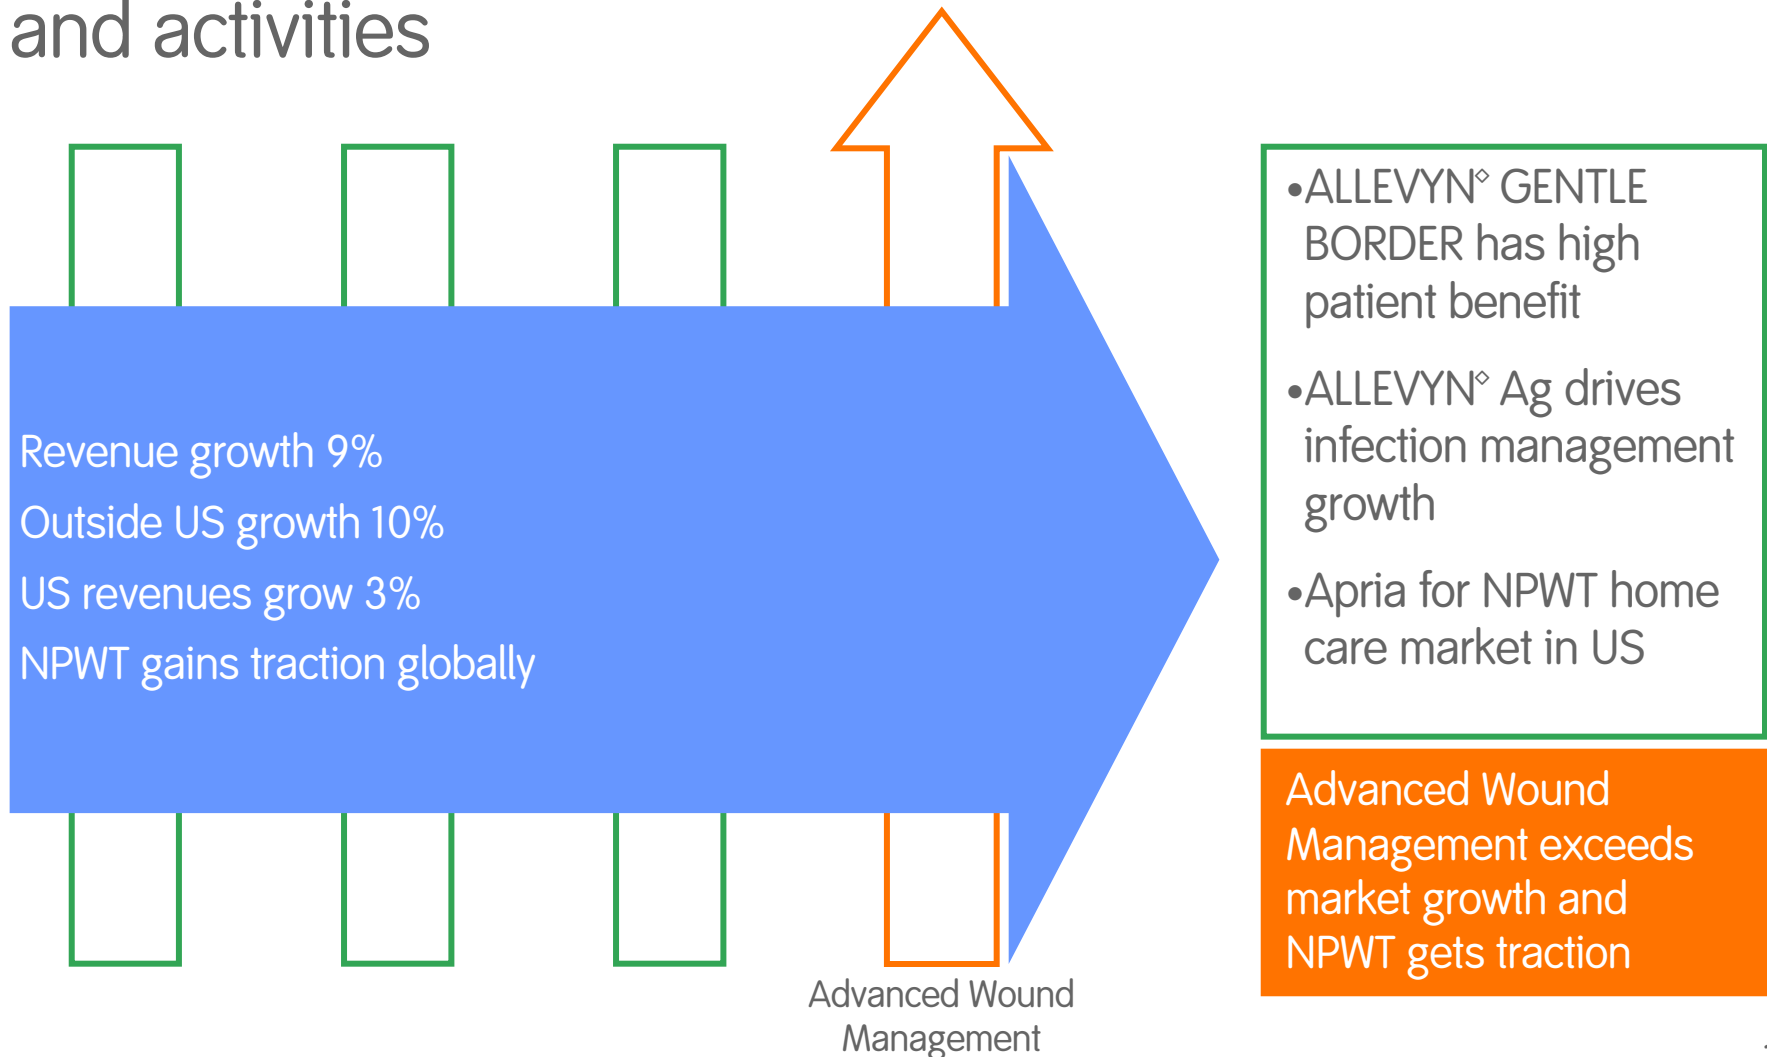 and activities
Revenue growth 9%
Outside US growth 10%
US revenues grow 3%
NPWT gains traction globally
•ALLEVYN◊ GENTLE
BORDER has high
patient benefit
•ALLEVYN◊ Ag drives
infection management
growth
•Apria for NPWT home
care market in US
Advanced Wound
Management exceeds
market growth and
NPWT gets traction
Advanced Wound
Management